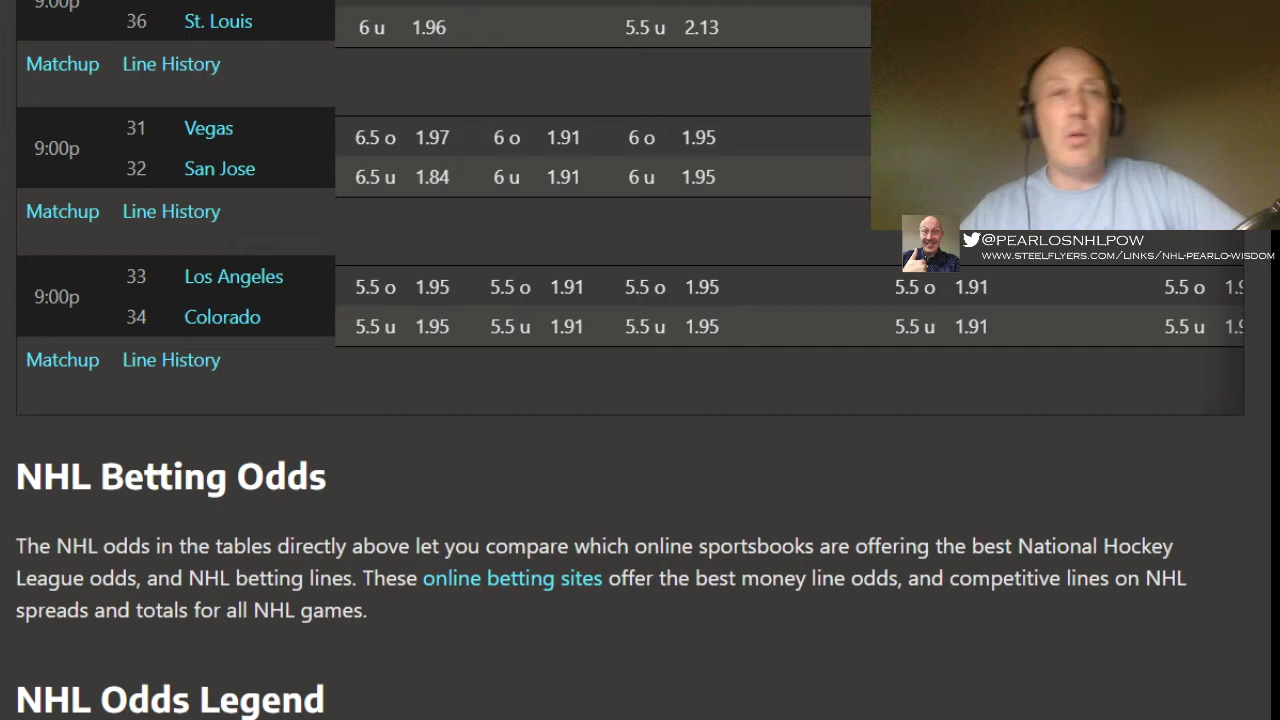 9:00p
36 St. Louis 6 u 1.96 5.5 u 2.13
Matchup Line History
31 Vegas 6.5 o 1.97 6 o 1.91 6 o 1.95
9:00p
32 San Jose 6.5 u 1.84 6 u 1.91 6 u 1.95
Matchup Line History
@PEARLOSNHLPOW
WWW.STEELFLYERS.COM/LINKS/NHL-PEARLO-WISDOM
33 Los Angeles 5.5 o 1.95 5.5 o 1.91 5.5 o 1.95 5.5 o 1.91 5.5 o
9:00p
34 Colorado 5.5 u 1.95 5.5 u 1.91 5.5 u 1.95 5.5 u 1.91 5.5 u
Matchup Line History
NHL Betting Odds
The NHL odds in the tables directly above let you compare which online sportsbooks are offering the best National Hockey
League odds, and NHL betting lines. These online betting sites offer the best money line odds, and competitive lines on NHL
spreads and totals for all NHL games.
NHL Odds Legend